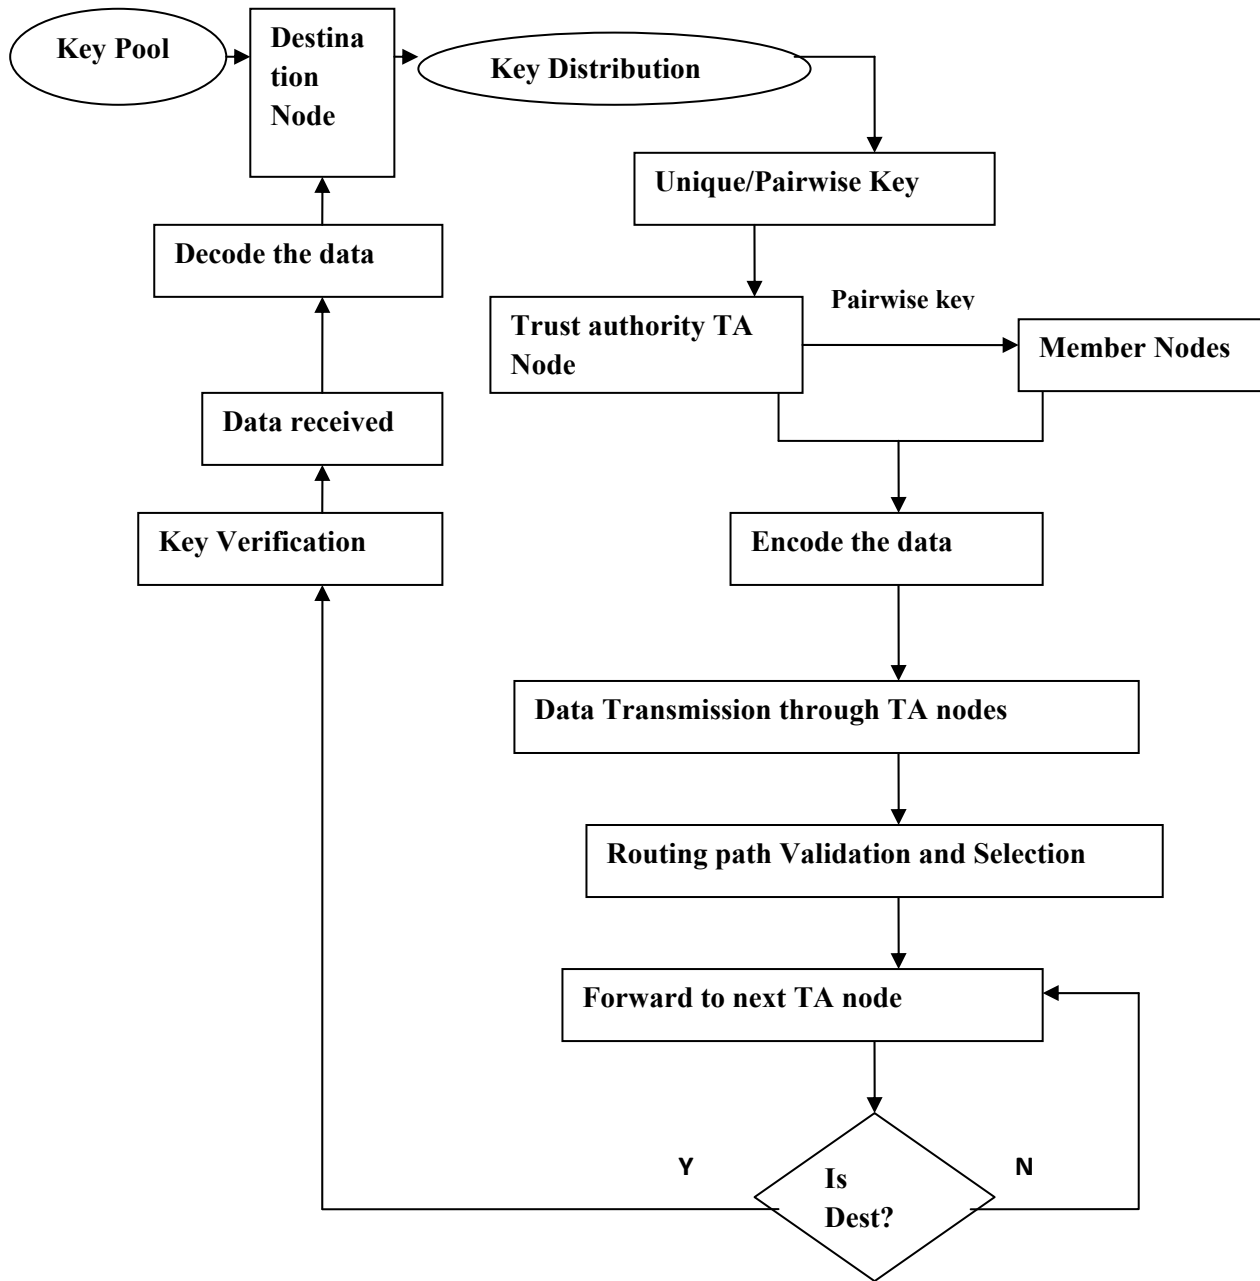 Key Pool
Destina
tion
Node
Key Distribution
Unique/Pairwise Key
Decode the data
Pairwise key
Trust authority TA
Node
Member Nodes
Data received
Key Verification
Encode the data
Data Transmission through TA nodes
Routing path Validation and Selection
Forward to next TA node
Y
Is
Dest?
N